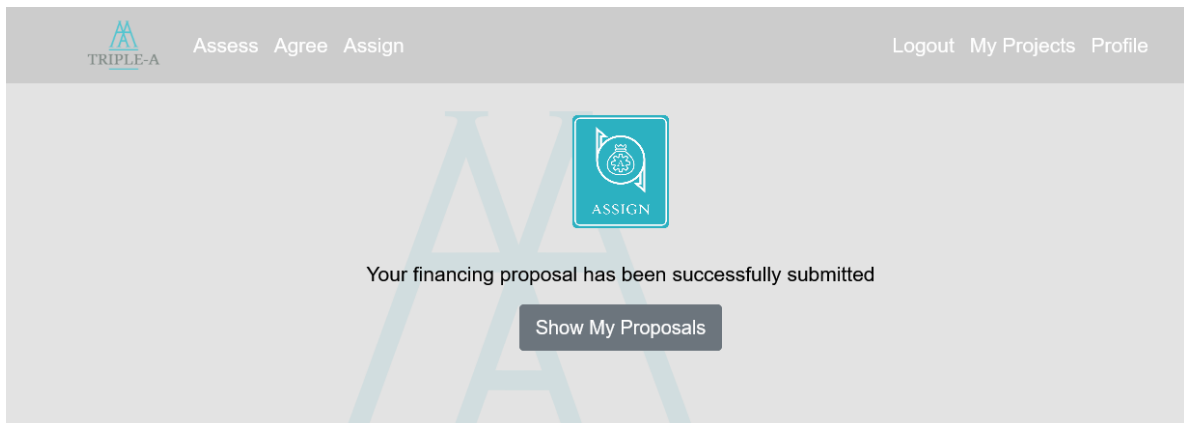 TRIPLE-A
Assess Agree Assign
Logout My Projects Profile
ASSIGN
Your financing proposal has been successfully submitted
Show My Proposals